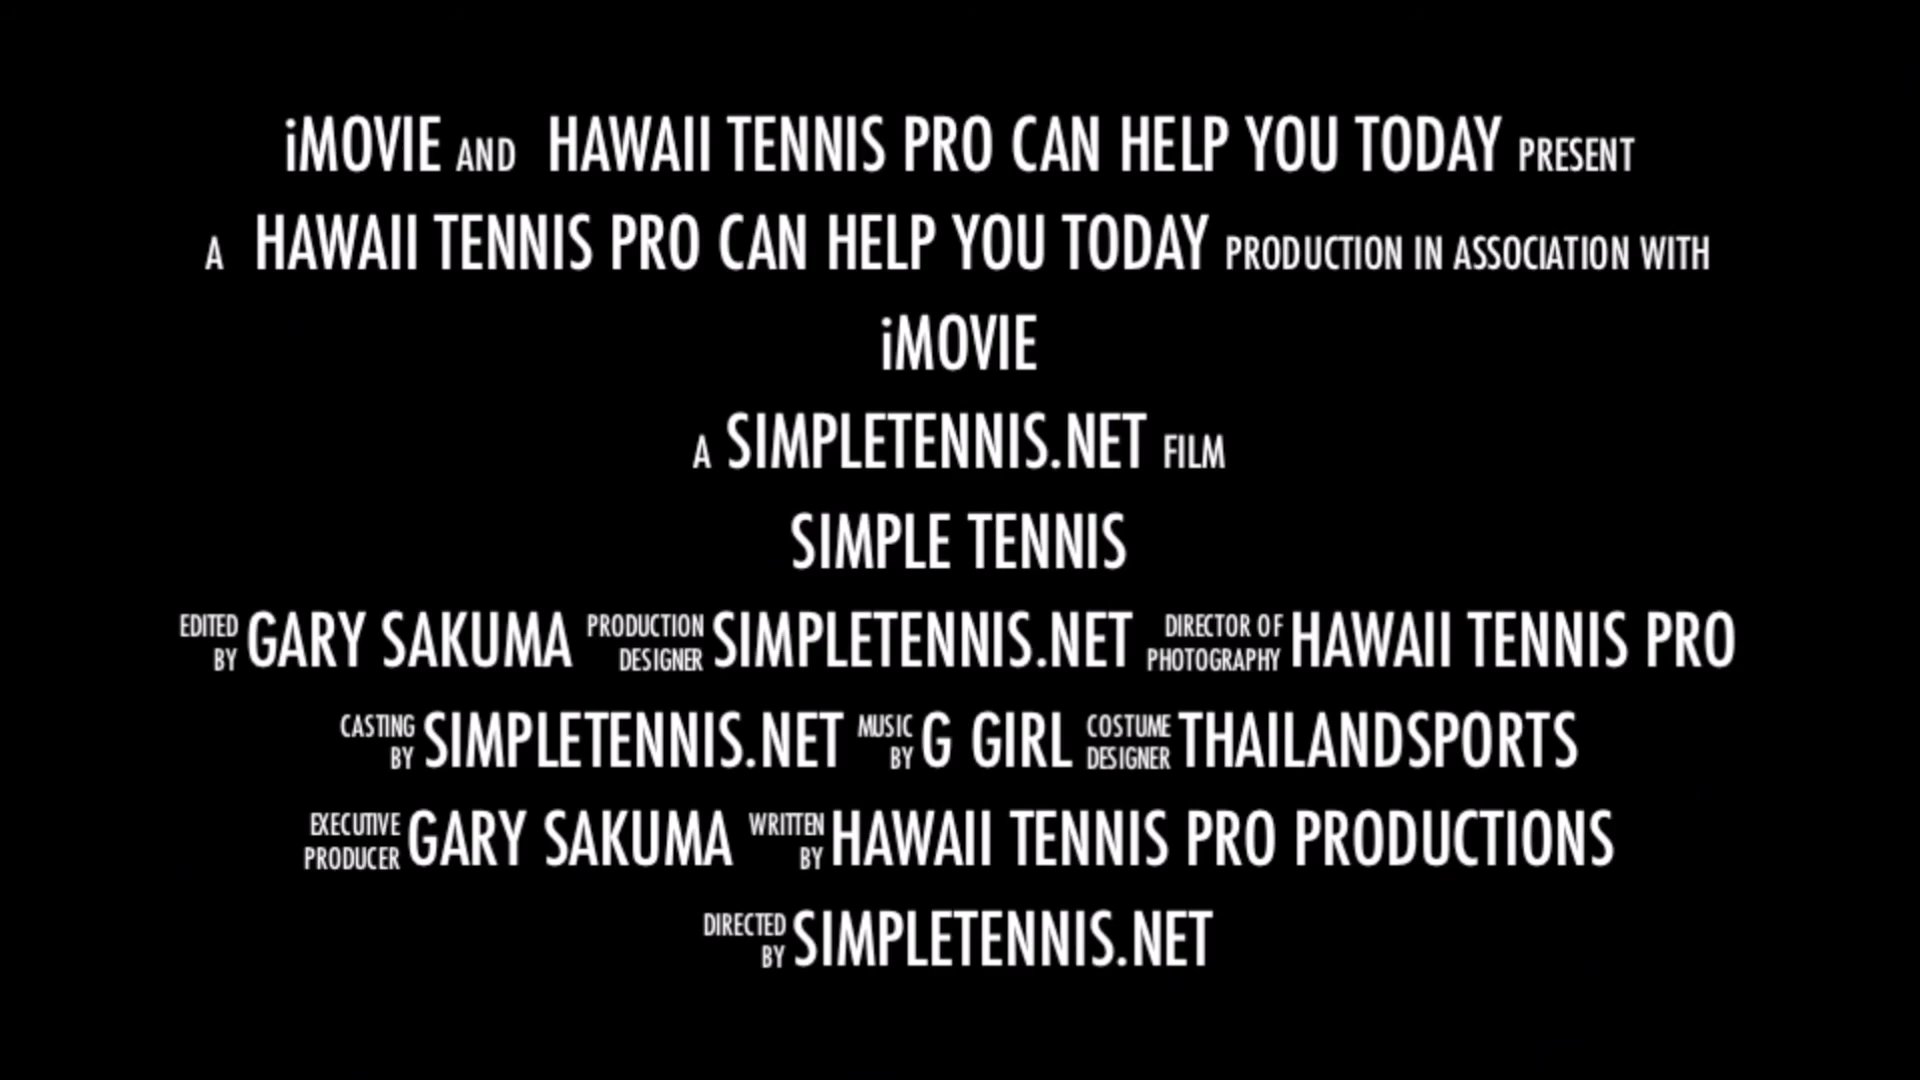 iMOVIE AND HAWAII TENNIS PRO CAN HELP YOU TODAY PRESENT
A HAWAII TENNIS PRO CAN HELP YOU TODAY PRODUCTION IN ASSOCIATION WITH
iMOVIE
A SIMPLETENNIS.NET FILM
SIMPLE TENNIS
EDITED BY GARY SAKUMA PRODUCTION DESIGNER SIMPLETENNIS.NET DIRECTOR OF PHOTOGRAPHY HAWAII TENNIS PRO
CASTING BY SIMPLETENNIS.NET MUSIC BY G GIRL COSTUME DESIGNER THAILANDSPORTS
EXECUTIVE PRODUCER GARY SAKUMA WRITTEN BY HAWAII TENNIS PRO PRODUCTIONS
DIRECTED BY SIMPLETENNIS.NET